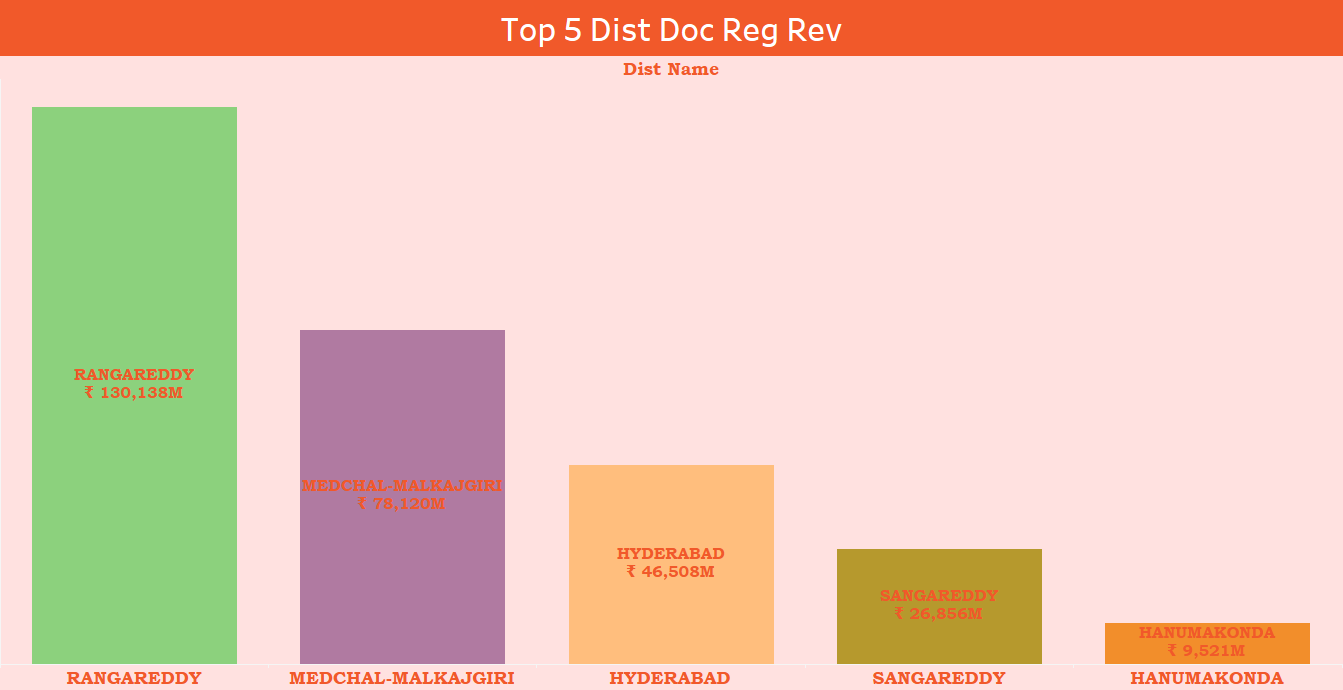 Top 5 Dist Doc Reg Rev
Dist Name
RANGAREDDY
₹ 130,138M
MEDCHAL-MALKAJGIRI
₹ 78,120M
HYDERABAD
₹ 46,508M
SANGAREDDY
₹ 26,856M
HANUMAKONDA
₹ 9,521M
RANGAREDDY
MEDCHAL-MALKAJGIRI
HYDERABAD
SANGAREDDY
HANUMAKONDA